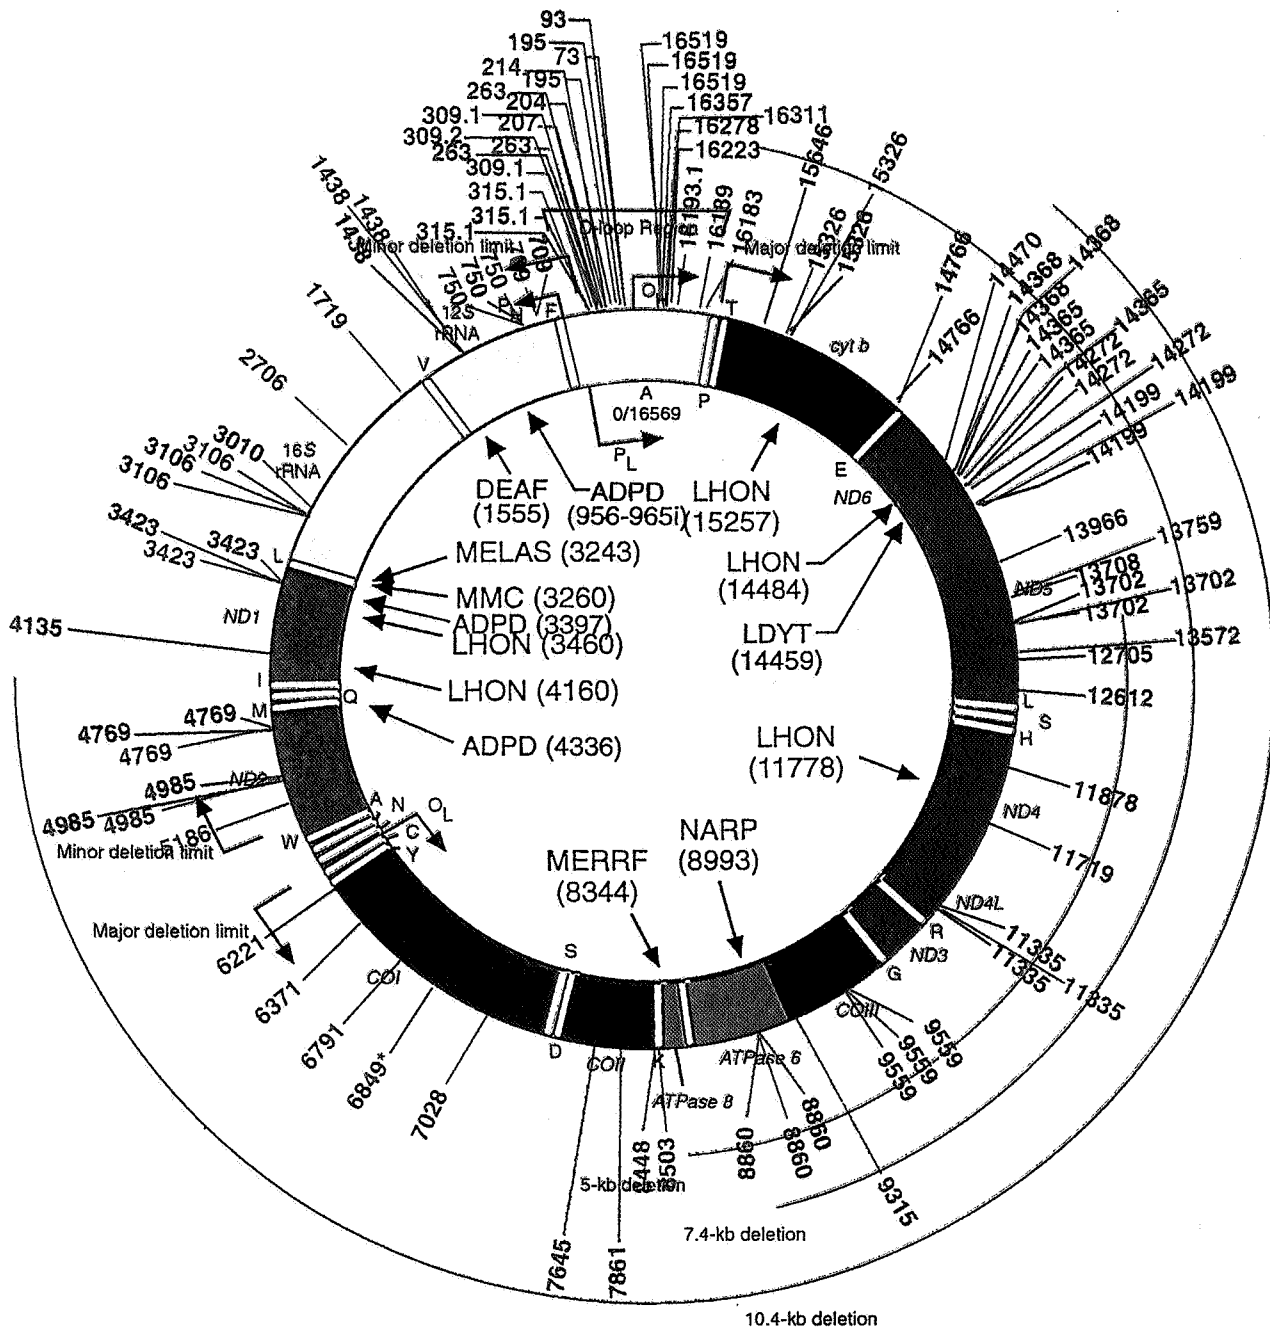 93
195
73
214
195
263
204
309.1
207
309.2
263
263
309.1
315.1
315.1
315.1
16519
16519
16519
16357
16311
16278
16223
16193.1
16189
16183
D-loop Region
Minor deletion limit
Major deletion limit
15646
15326
15326
15326
1438
1438
1438
750
750
750
709
12S
rRNA
PH
F
O
T
cyt b
14766
14766
14470
14368
14368
14368
14365
14365
14365
14272
14272
14272
14199
14199
14199
1719
V
2706
3010
3106
3106
3106
16S
rRNA
A
0/16569
P
PL
E
ND6
DEAF
(1555)
ADPD
(956-965i)
LHON
(15257)
3423
3423
3423
L
MELAS (3243)
MMC (3260)
ADPD (3397)
LHON (3460)
LHON
(14484)
LDYT
(14459)
13966
13759
13708
ND5
13702
13702
13702
13572
12705
12612
4135
ND1
I
Q
M
LHON (4160)
ADPD (4336)
LHON
(11778)
L
S
H
4769
4769
4769
4985
4985
4985
ND2
5186
Minor deletion limit
W
A
N
C
Y
OL
11878
ND4
11719
NARP
(8993)
MERRF
(8344)
Major deletion limit
6221
6371
COI
6791
6849*
7028
S
D
COII
K
ATPase 8
ATPase 6
COIII
G
ND3
R
ND4L
11335
11335
11335
9559
9559
9559
8860
8860
8860
9315
8503
5-kb deletion
7645
7861
7.4-kb deletion
10.4-kb deletion